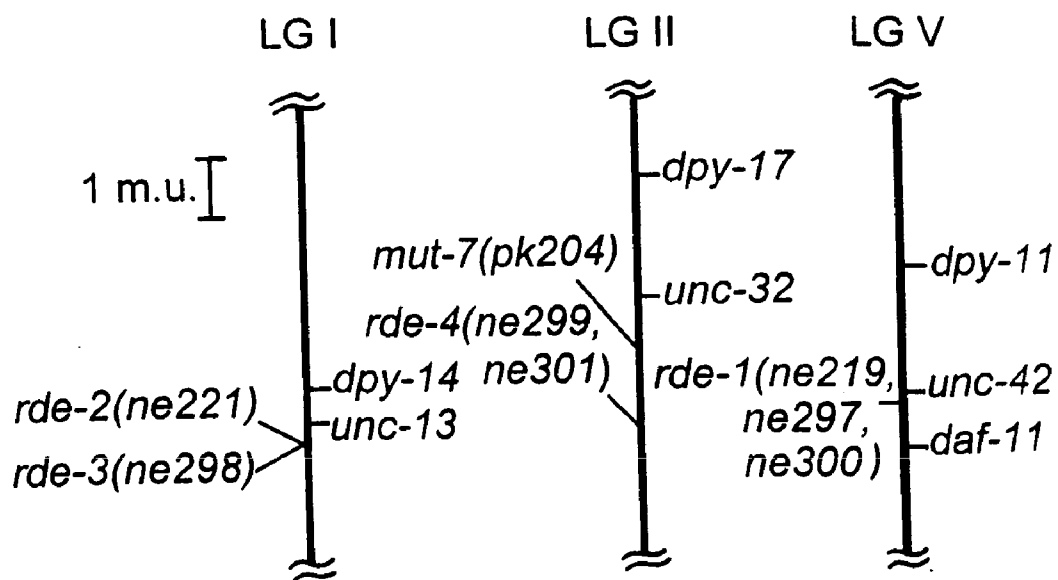 LG I
LG II
LG V
1 m.u.
dpy-14
unc-13
rde-2(ne221)
rde-3(ne298)
dpy-17
mut-7(pk204)
unc-32
rde-4(ne299,
ne301)
dpy-11
rde-1(ne219,
ne297,
ne300)
unc-42
daf-11